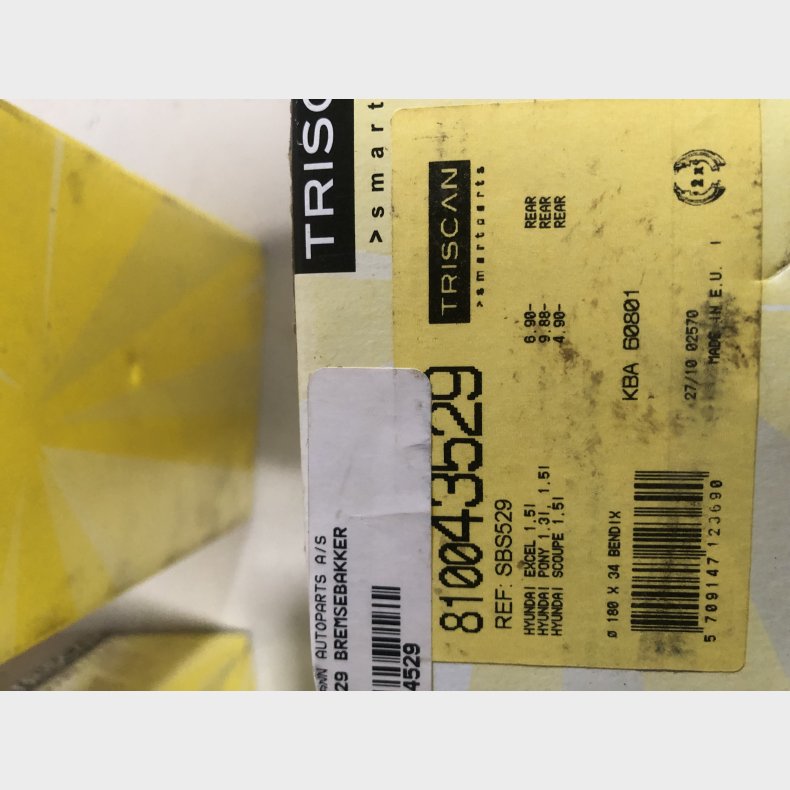 TRISC
>smart
TRISCAN
>smartparts
810043529
REF: SBS529
HYUNDAI EXCEL 1.5I 6.90- REAR
HYUNDAI PONY 1.3I, 1.5I 9.88- REAR
HYUNDAI SCOUPE 1.5I 4.90- REAR
KBA 60801
2x
Ø 180 X 34 BENDIX
27/10 02570
MADE IN E.U. I
5 709147 123690
AUTOPARTS A/S
29 BREMSEBAKKER
4529